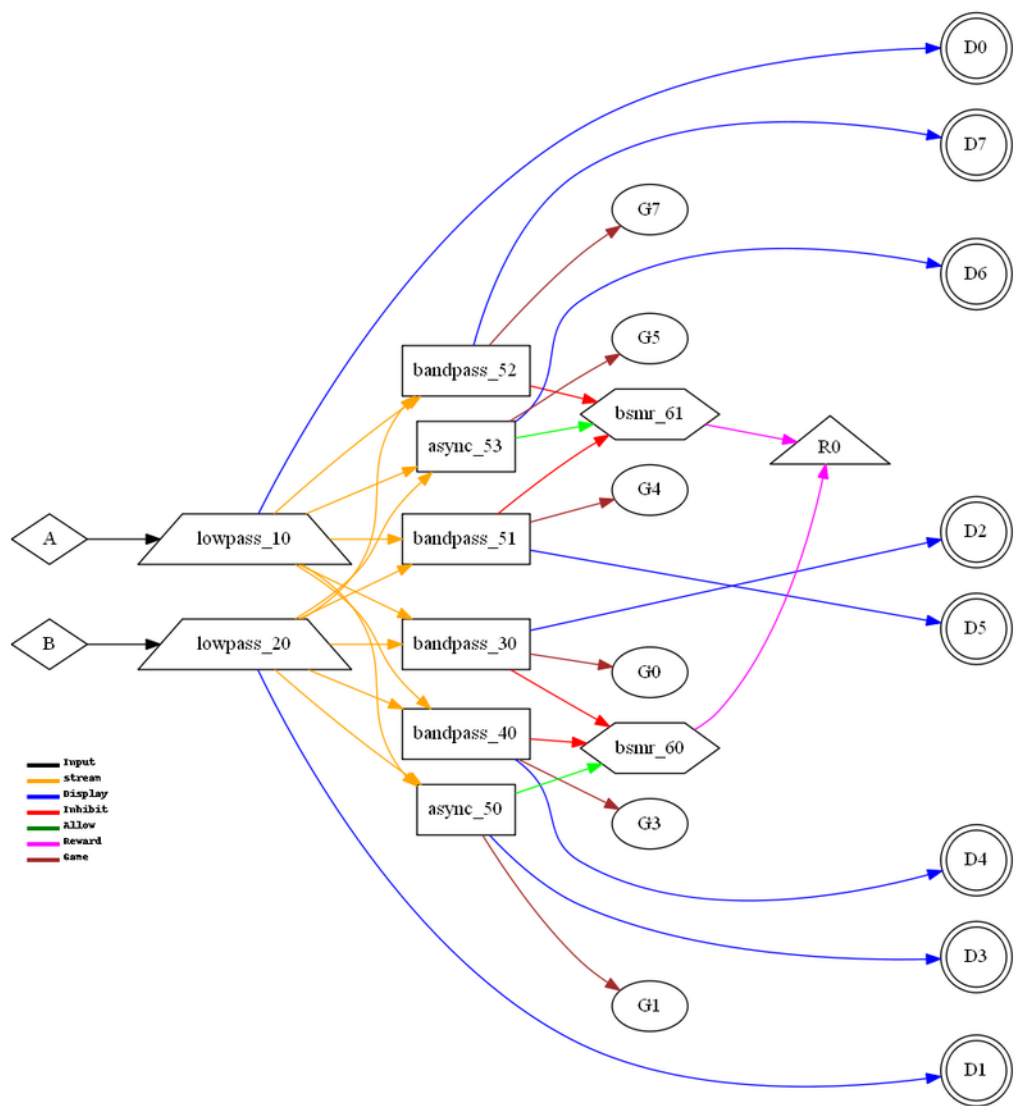 D0
D7
G7
D6
G5
bandpass_52
bsmr_61
async_53
R0
G4
A
lowpass_10
bandpass_51
D2
D5
B
lowpass_20
bandpass_30
G0
bandpass_40
bsmr_60
Input
stream
Display
Inhibit
Allow
Reward
Game
async_50
G3
D4
D3
G1
D1